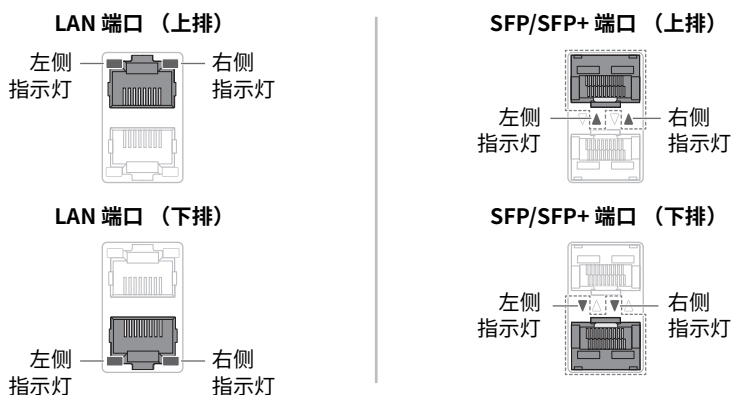 LAN 端口 （上排）
左侧
指示灯
右侧
指示灯
LAN 端口 （下排）
左侧
指示灯
右侧
指示灯
SFP/SFP+ 端口 （上排）
左侧
指示灯
右侧
指示灯
SFP/SFP+ 端口 （下排）
左侧
指示灯
右侧
指示灯